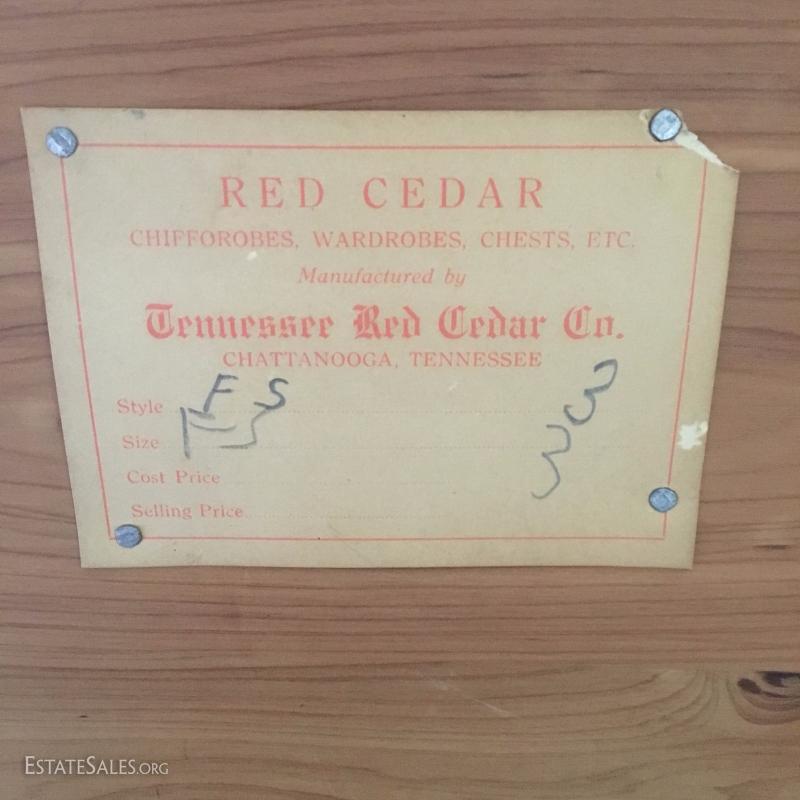 RED CEDAR
CHIFFOROBES, WARDROBES, CHESTS, ETC.
Manufactured by
Tennessee Red Cedar Co.
CHATTANOOGA, TENNESSEE
Style F S
Size
Cost Price
Selling Price
ESTATESALES.ORG